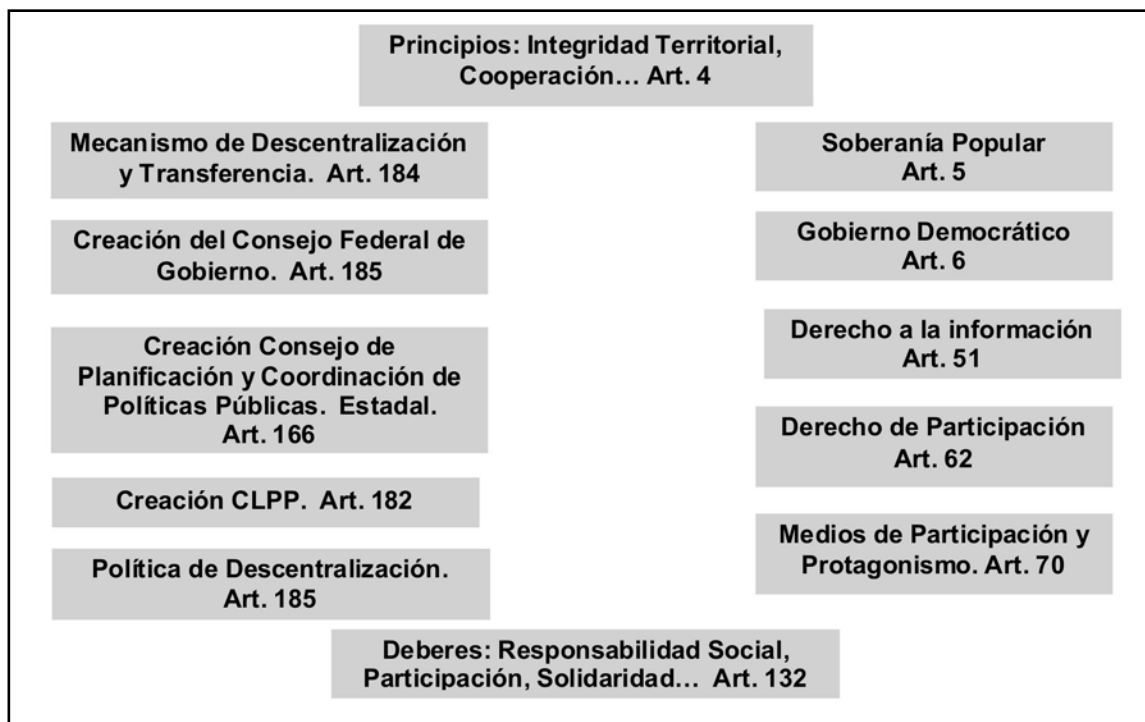 Principios: Integridad Territorial,
Cooperación... Art. 4
Mecanismo de Descentralización
y Transferencia. Art. 184
Creación del Consejo Federal de
Gobierno. Art. 185
Creación Consejo de
Planificación y Coordinación de
Políticas Públicas. Estadal.
Art. 166
Creación CLPP. Art. 182
Política de Descentralización.
Art. 185
Soberanía Popular
Art. 5
Gobierno Democrático
Art. 6
Derecho a la información
Art. 51
Derecho de Participación
Art. 62
Medios de Participación y
Protagonismo. Art. 70
Deberes: Responsabilidad Social,
Participación, Solidaridad... Art. 132